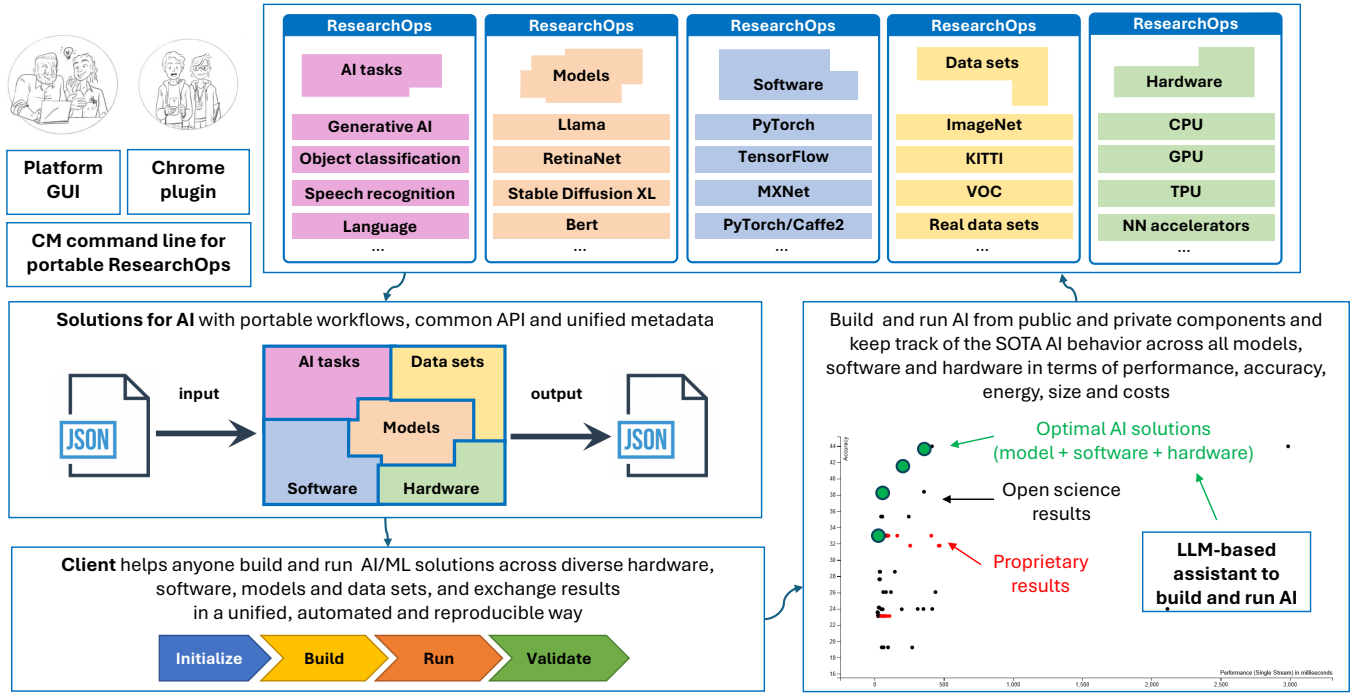 ResearchOps
AI tasks
Generative AI
Object classification
Speech recognition
Language
...
ResearchOps
Models
Llama
RetinaNet
Stable Diffusion XL
Bert
...
ResearchOps
Software
PyTorch
TensorFlow
MXNet
PyTorch/Caffe2
...
ResearchOps
Data sets
ImageNet
KITTI
VOC
Real data sets
...
ResearchOps
Hardware
CPU
GPU
TPU
NN accelerators
...
Platform
GUI
Chrome
plugin
CM command line for
portable ResearchOps
Solutions for AI with portable workflows, common API and unified metadata
JSON
input
AI tasks
Data sets
Models
Software
Hardware
output
JSON
Client helps anyone build and run AI/ML solutions across diverse hardware,
software, models and data sets, and exchange results
in a unified, automated and reproducible way
Initialize
Build
Run
Validate
Build and run AI from public and private components and
keep track of the SOTA AI behavior across all models,
software and hardware in terms of performance, accuracy,
energy, size and costs
Accuracy
44
42
40
38
36
34
32
30
28
26
24
22
20
18
16
Optimal AI solutions
(model + software + hardware)
Open science
results
Proprietary
results
LLM-based
assistant to
build and run AI
Performance (Single Stream) in milliseconds
0
500
1,000
1,500
2,000
2,500
3,000